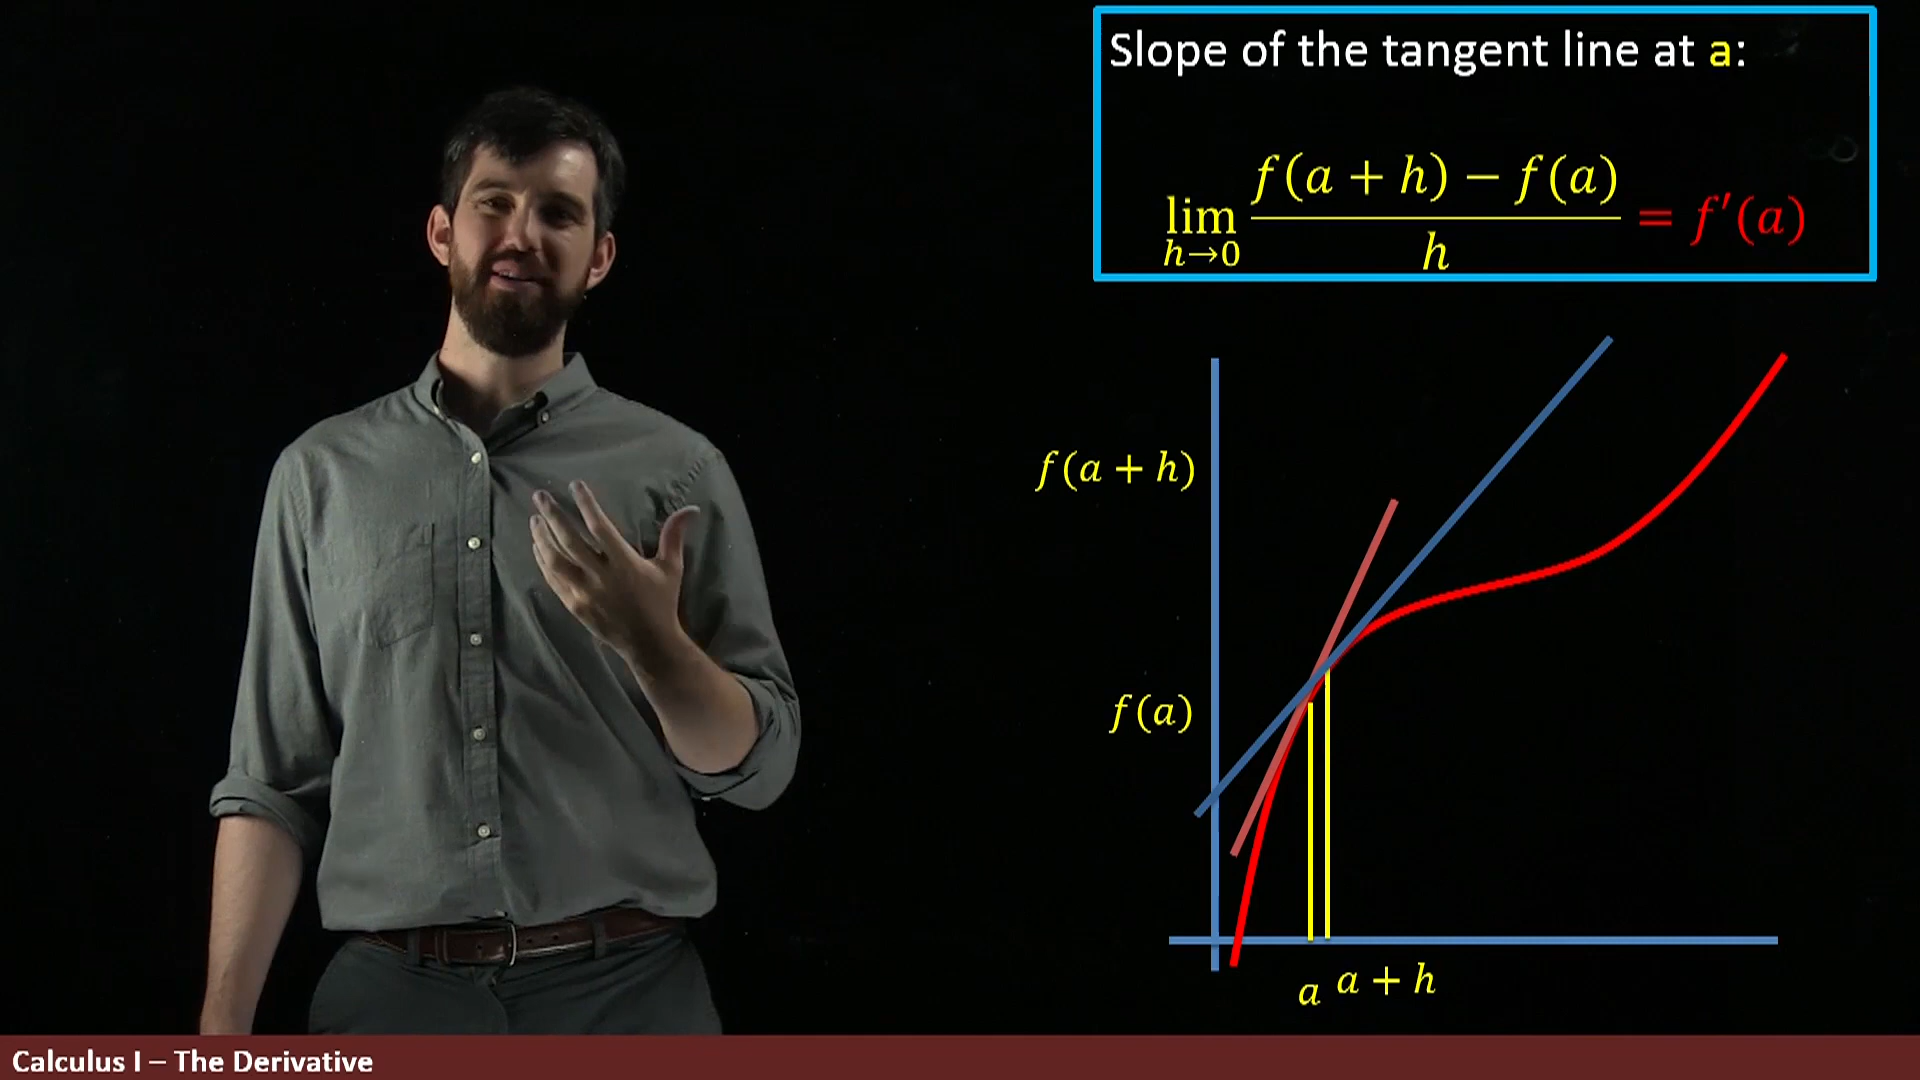 Slope of the tangent line at a:
lim h→0 f(a + h) − f(a) / h = f′(a)
f(a + h)
f(a)
a a + h
Calculus I – The Derivative